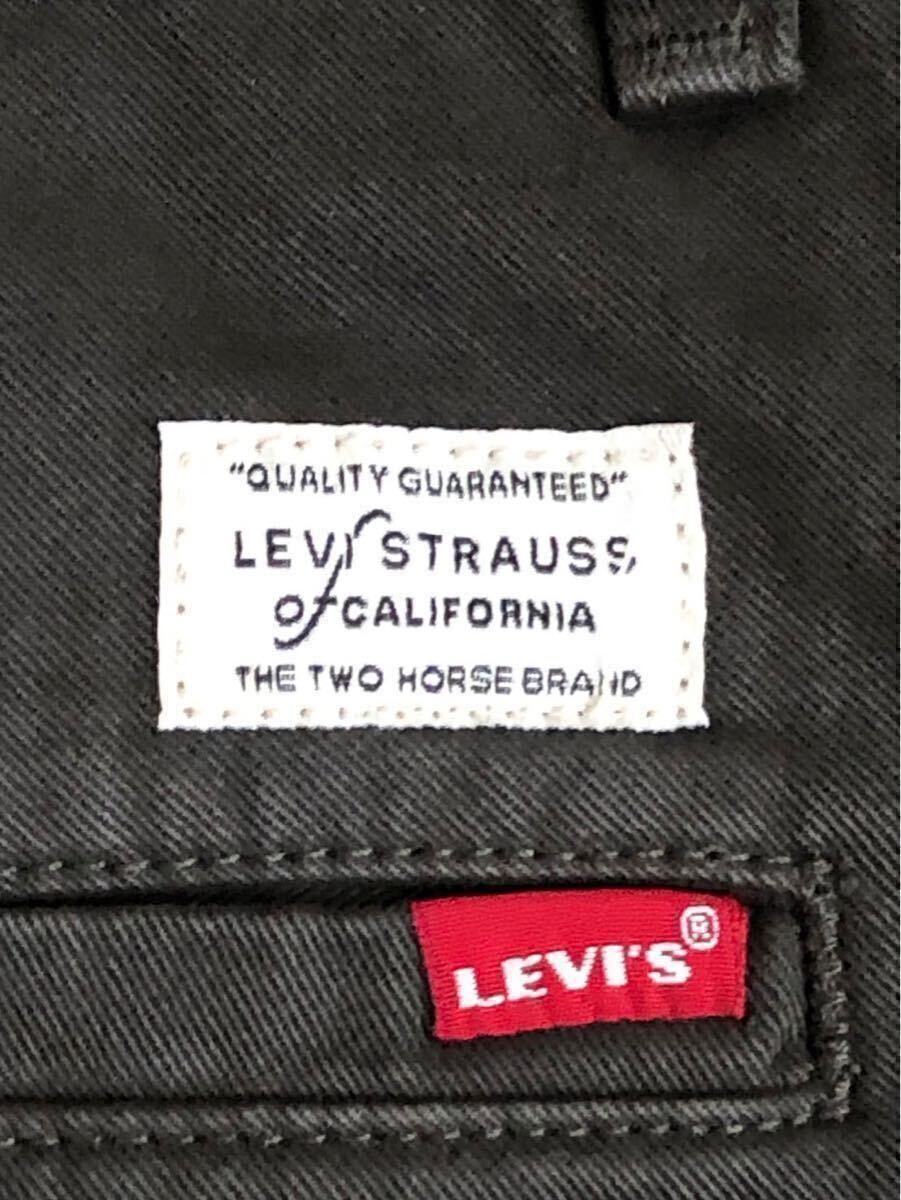 "QUALITY GUARANTEED"
LEVI STRAUSS,
of CALIFORNIA
THE TWO HORSE BRAND
LEVI'S®